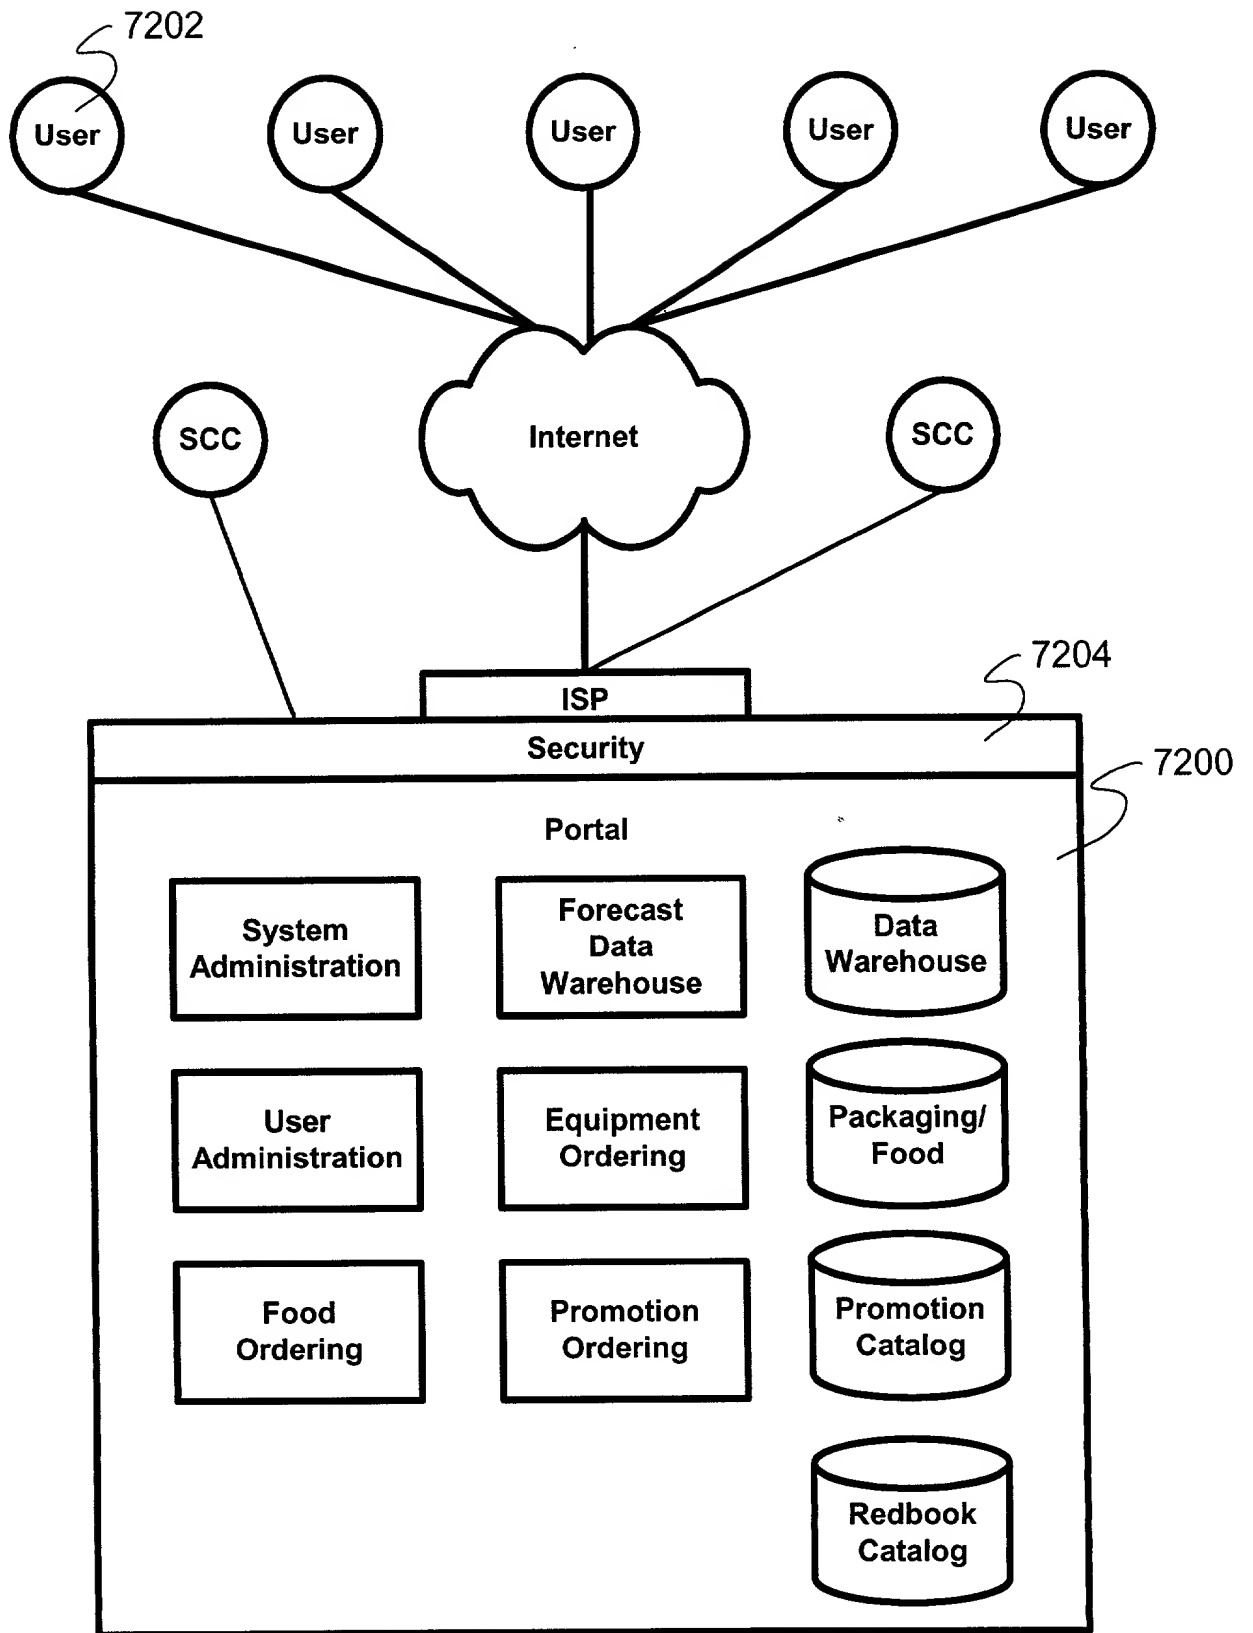 7202
User
User
User
User
User
SCC
Internet
SCC
7204
ISP
Security
7200
Portal
System
Administration
Forecast
Data
Warehouse
Data
Warehouse
User
Administration
Equipment
Ordering
Packaging/
Food
Food
Ordering
Promotion
Ordering
Promotion
Catalog
Redbook
Catalog